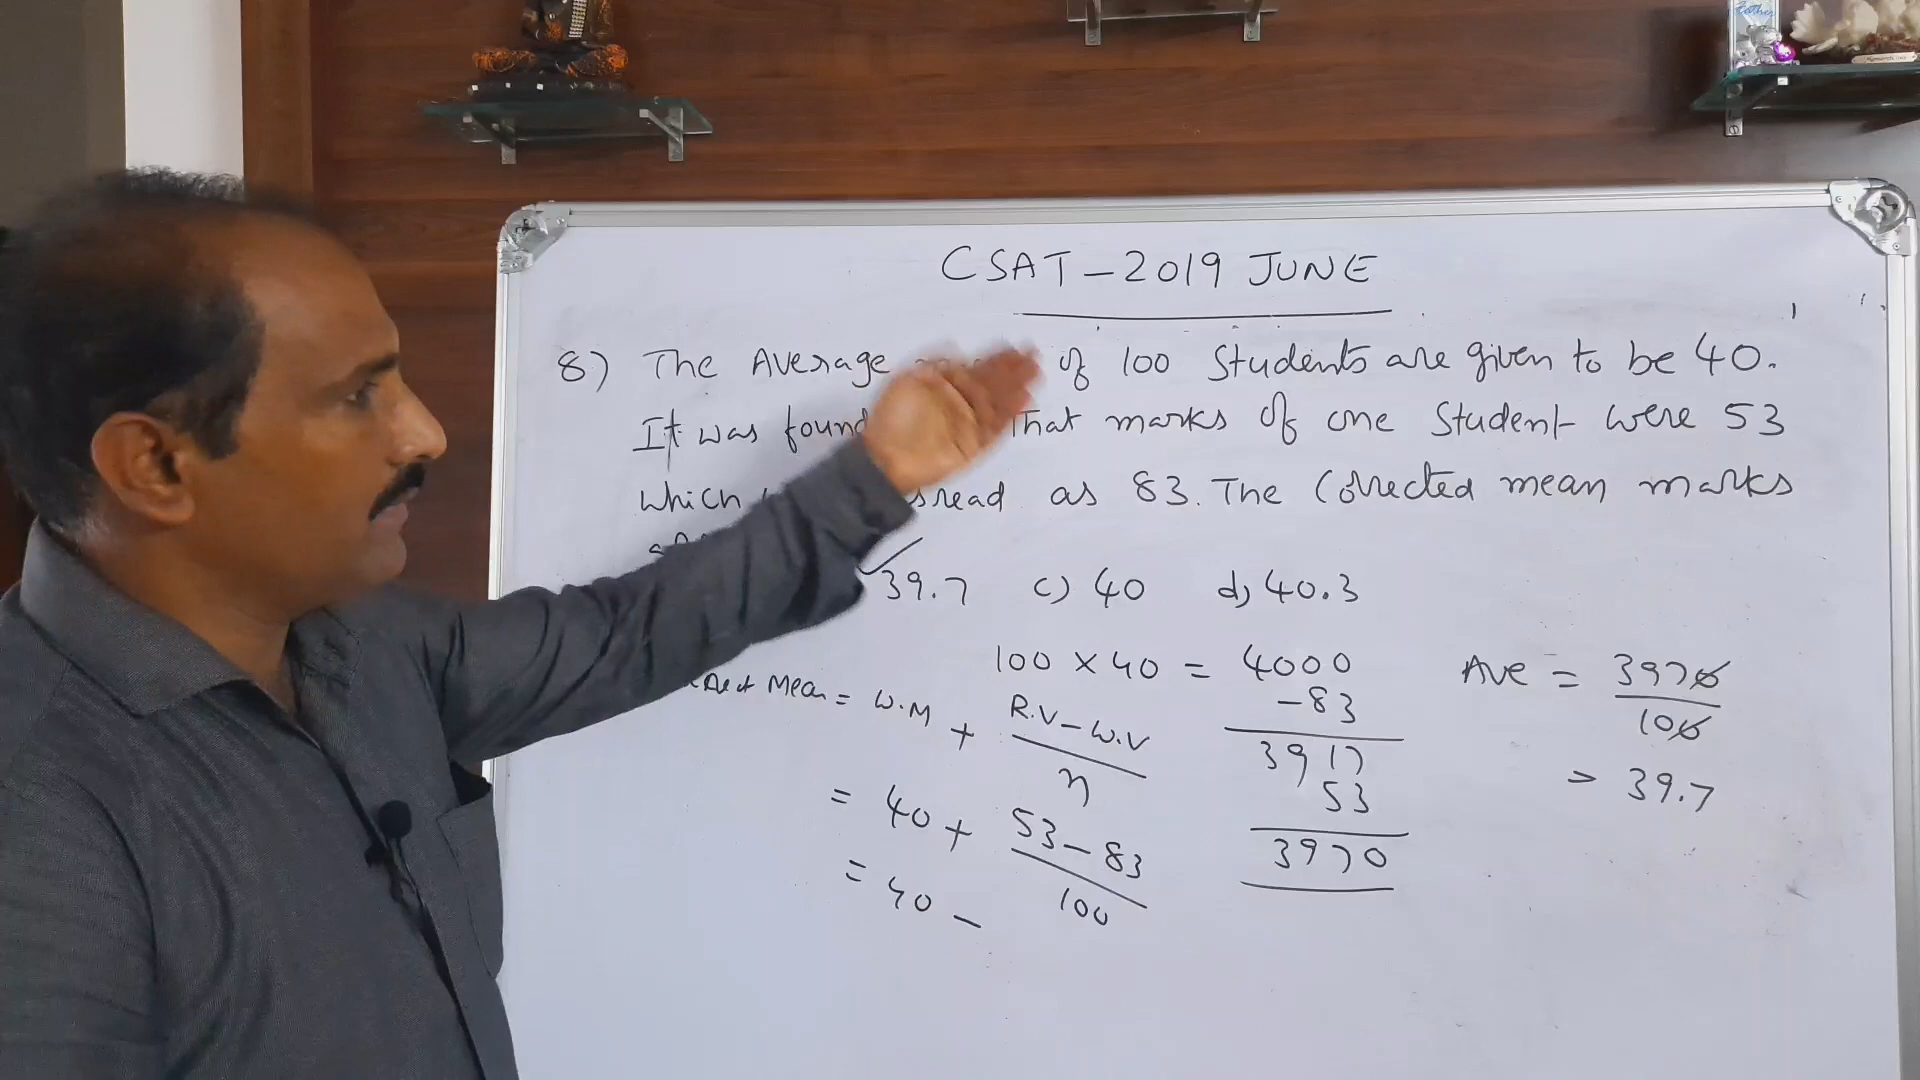 CSAT - 2019 JUNE
8) The Average of 100 Students are given to be 40.
It was found that marks of one Student were 53
which as 83. The Corrected mean marks
39.7 c) 40 d) 40.3
100 × 40 = 4000
- 83
3917
53
3970
Mean = W.M + R.V - W.V / n
= 40 + 53 - 83 / 100
= 40 -
Ave = 3970 / 100
= 39.7